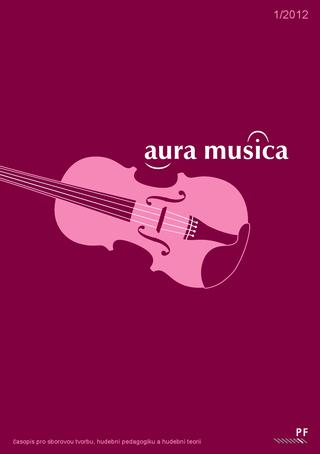 1/2012
aura musica
časopis pro sborovou tvorbu, hudební pedagogiku a hudební teorii
PF